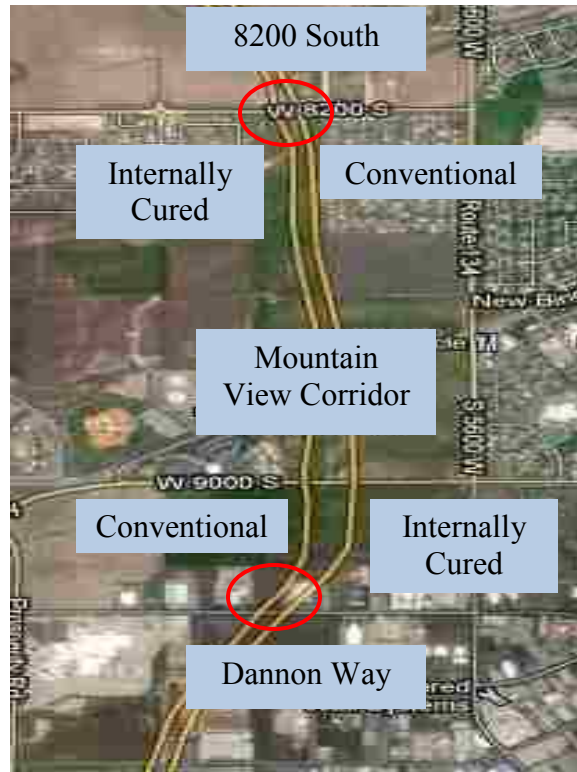 8200 South
W 8200 S
Internally
Cured
Conventional
Route 134
Mountain
View Corridor
S 5600 W
W 9000 S
Conventional
Internally
Cured
Dannon Way